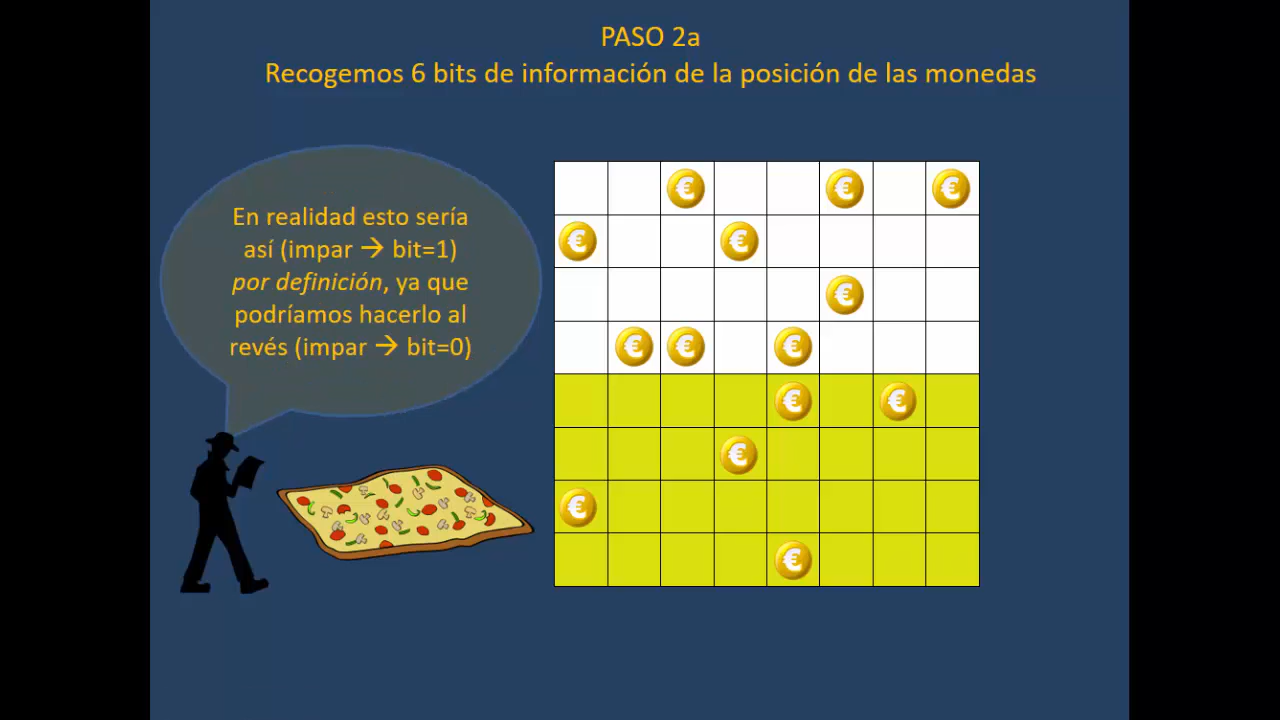 PASO 2a
Recogemos 6 bits de información de la posición de las monedas
En realidad esto sería
así (impar → bit=1)
por definición, ya que
podríamos hacerlo al
revés (impar → bit=0)